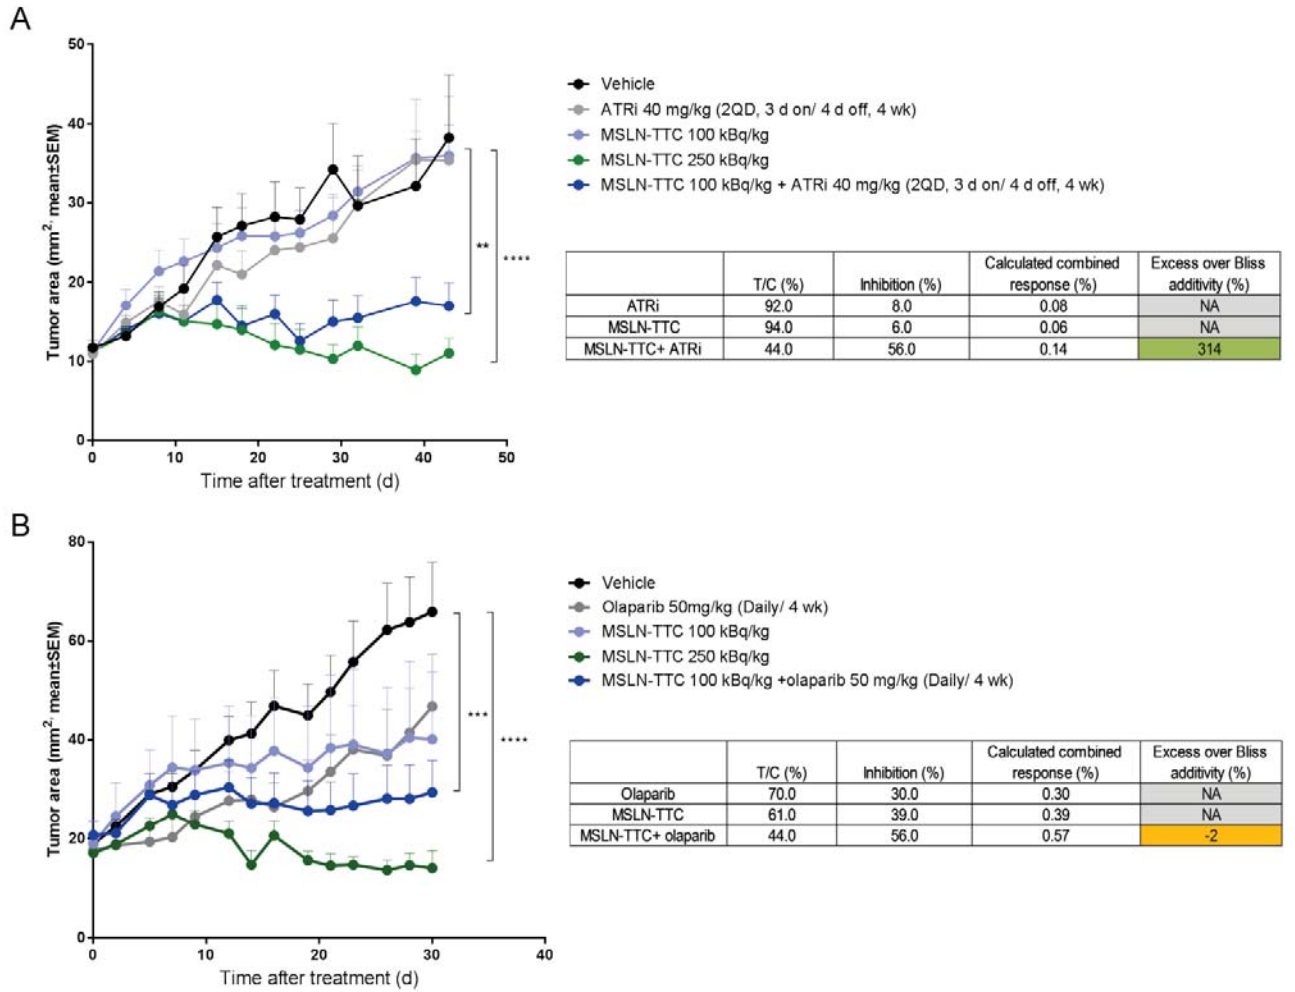 A
50
40
30
20
10
0
0 10 20 30 40 50
Tumor area (mm², mean±SEM)
Time after treatment (d)
**
****
Vehicle
ATRi 40 mg/kg (2QD, 3 d on/ 4 d off, 4 wk)
MSLN-TTC 100 kBq/kg
MSLN-TTC 250 kBq/kg
MSLN-TTC 100 kBq/kg + ATRi 40 mg/kg (2QD, 3 d on/ 4 d off, 4 wk)
Calculated combined Excess over Bliss
T/C (%) Inhibition (%) response (%) additivity (%)
ATRi 92.0 8.0 0.08 NA
MSLN-TTC 94.0 6.0 0.06 NA
MSLN-TTC+ ATRi 44.0 56.0 0.14 314
B
80
60
40
20
0
0 10 20 30 40
Tumor area (mm², mean±SEM)
Time after treatment (d)
***
****
Vehicle
Olaparib 50mg/kg (Daily/ 4 wk)
MSLN-TTC 100 kBq/kg
MSLN-TTC 250 kBq/kg
MSLN-TTC 100 kBq/kg +olaparib 50 mg/kg (Daily/ 4 wk)
Calculated combined Excess over Bliss
T/C (%) Inhibition (%) response (%) additivity (%)
Olaparib 70.0 30.0 0.30 NA
MSLN-TTC 61.0 39.0 0.39 NA
MSLN-TTC+ olaparib 44.0 56.0 0.57 -2